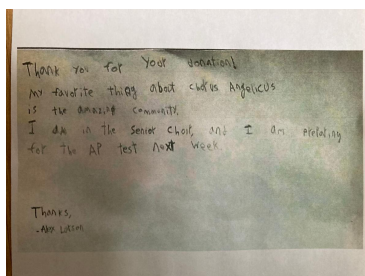 Thank you for your donation!
My favorite thing about chorus Angelicus
is the amazing community.
I am in the Senior Choir, and I am preparing
for the AP test next week
Thanks,